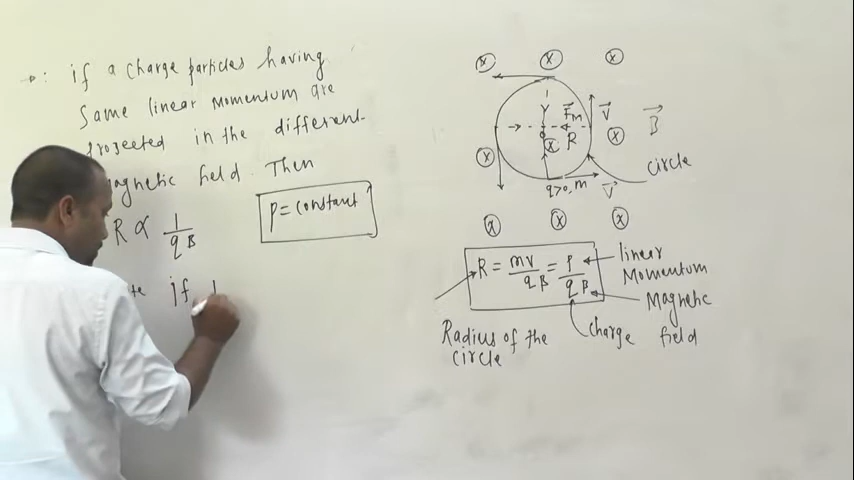 if a charge particles having
Same linear Momentum are
projected in the different
Magnetic field. Then
R ∝ 1/qB
P = constant
if
x x x
x x x
x x x
F⃗m V⃗ B⃗
R
circle
q>0, m V⃗
R = mv/qB = P/qB
linear
Momentum
Magnetic
field
charge
Radius of the
circle